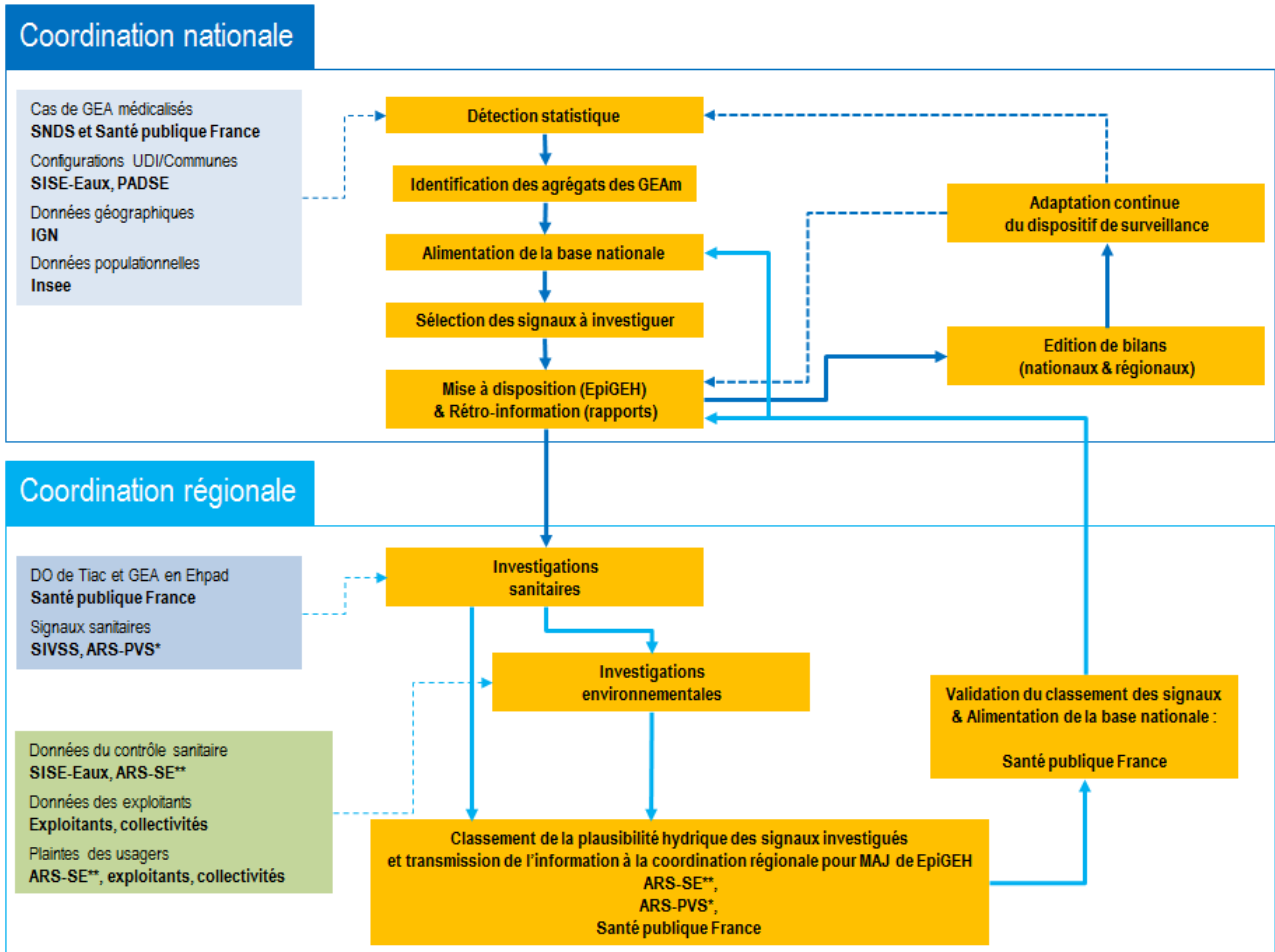 Coordination nationale
Cas de GEA médicalisés
SNDS et Santé publique France
Configurations UDI/Communes
SISE-Eaux, PADSE
Données géographiques
IGN
Données populationnelles
Insee
Détection statistique
Identification des agrégats des GEAm
Alimentation de la base nationale
Sélection des signaux à investiguer
Mise à disposition (EpiGEH)
& Rétro-information (rapports)
Adaptation continue
du dispositif de surveillance
Edition de bilans
(nationaux & régionaux)
Coordination régionale
DO de Tiac et GEA en Ehpad
Santé publique France
Signaux sanitaires
SIVSS, ARS-PVS*
Données du contrôle sanitaire
SISE-Eaux, ARS-SE**
Données des exploitants
Exploitants, collectivités
Plaintes des usagers
ARS-SE**, exploitants, collectivités
Investigations
sanitaires
Investigations
environnementales
Classement de la plausibilité hydrique des signaux investigués
et transmission de l'information à la coordination régionale pour MAJ de EpiGEH
ARS-SE**,
ARS-PVS*,
Santé publique France
Validation du classement des signaux
& Alimentation de la base nationale :
Santé publique France